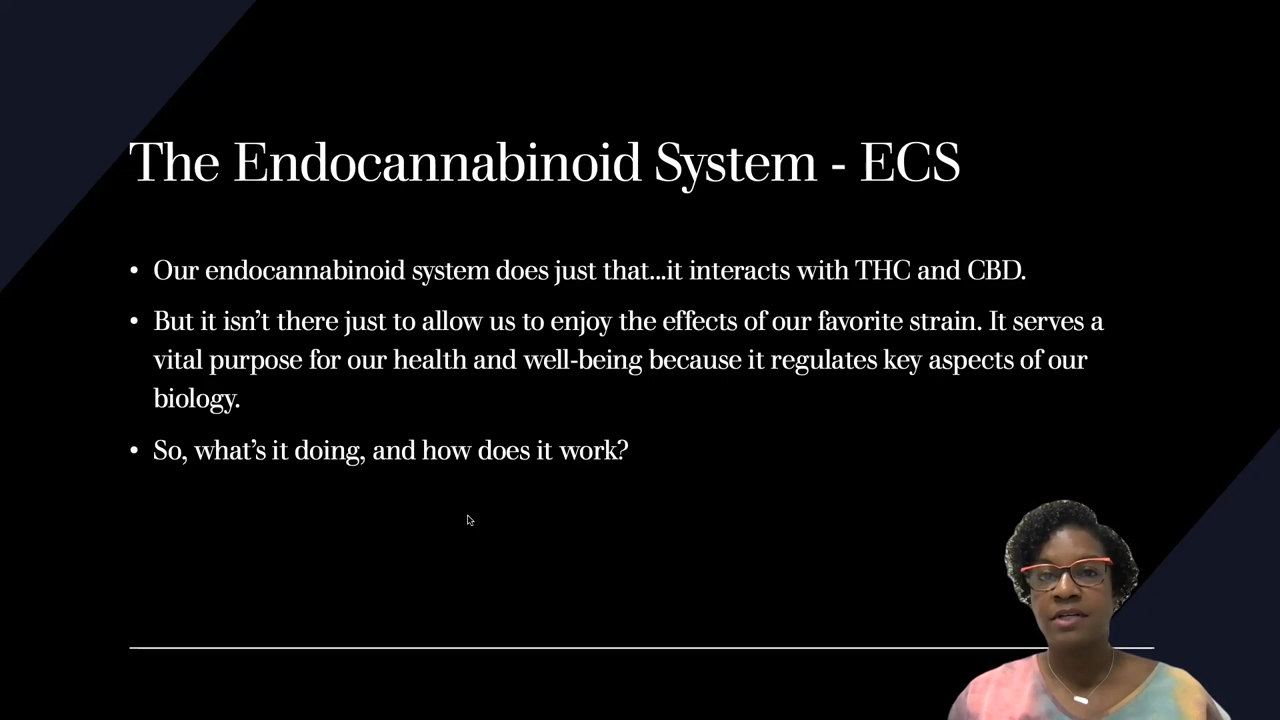 The Endocannabinoid System - ECS
• Our endocannabinoid system does just that...it interacts with THC and CBD.
• But it isn't there just to allow us to enjoy the effects of our favorite strain. It serves a
vital purpose for our health and well-being because it regulates key aspects of our
biology.
• So, what's it doing, and how does it work?